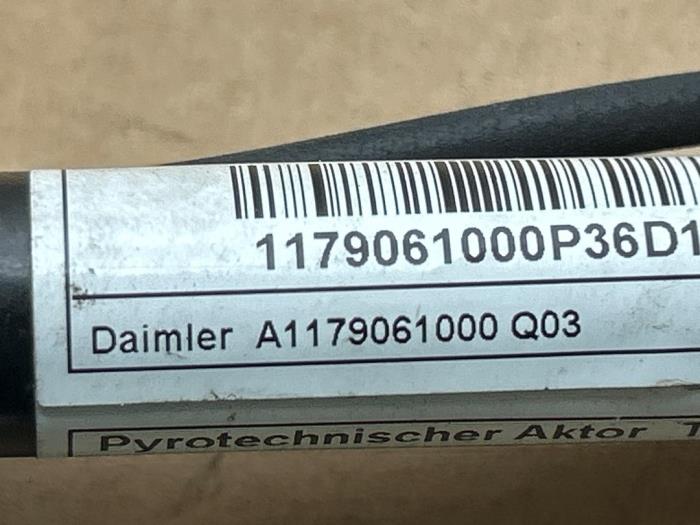 1179061000P36D1
Daimler A1179061000 Q03
Pyrotechnischer Aktor T